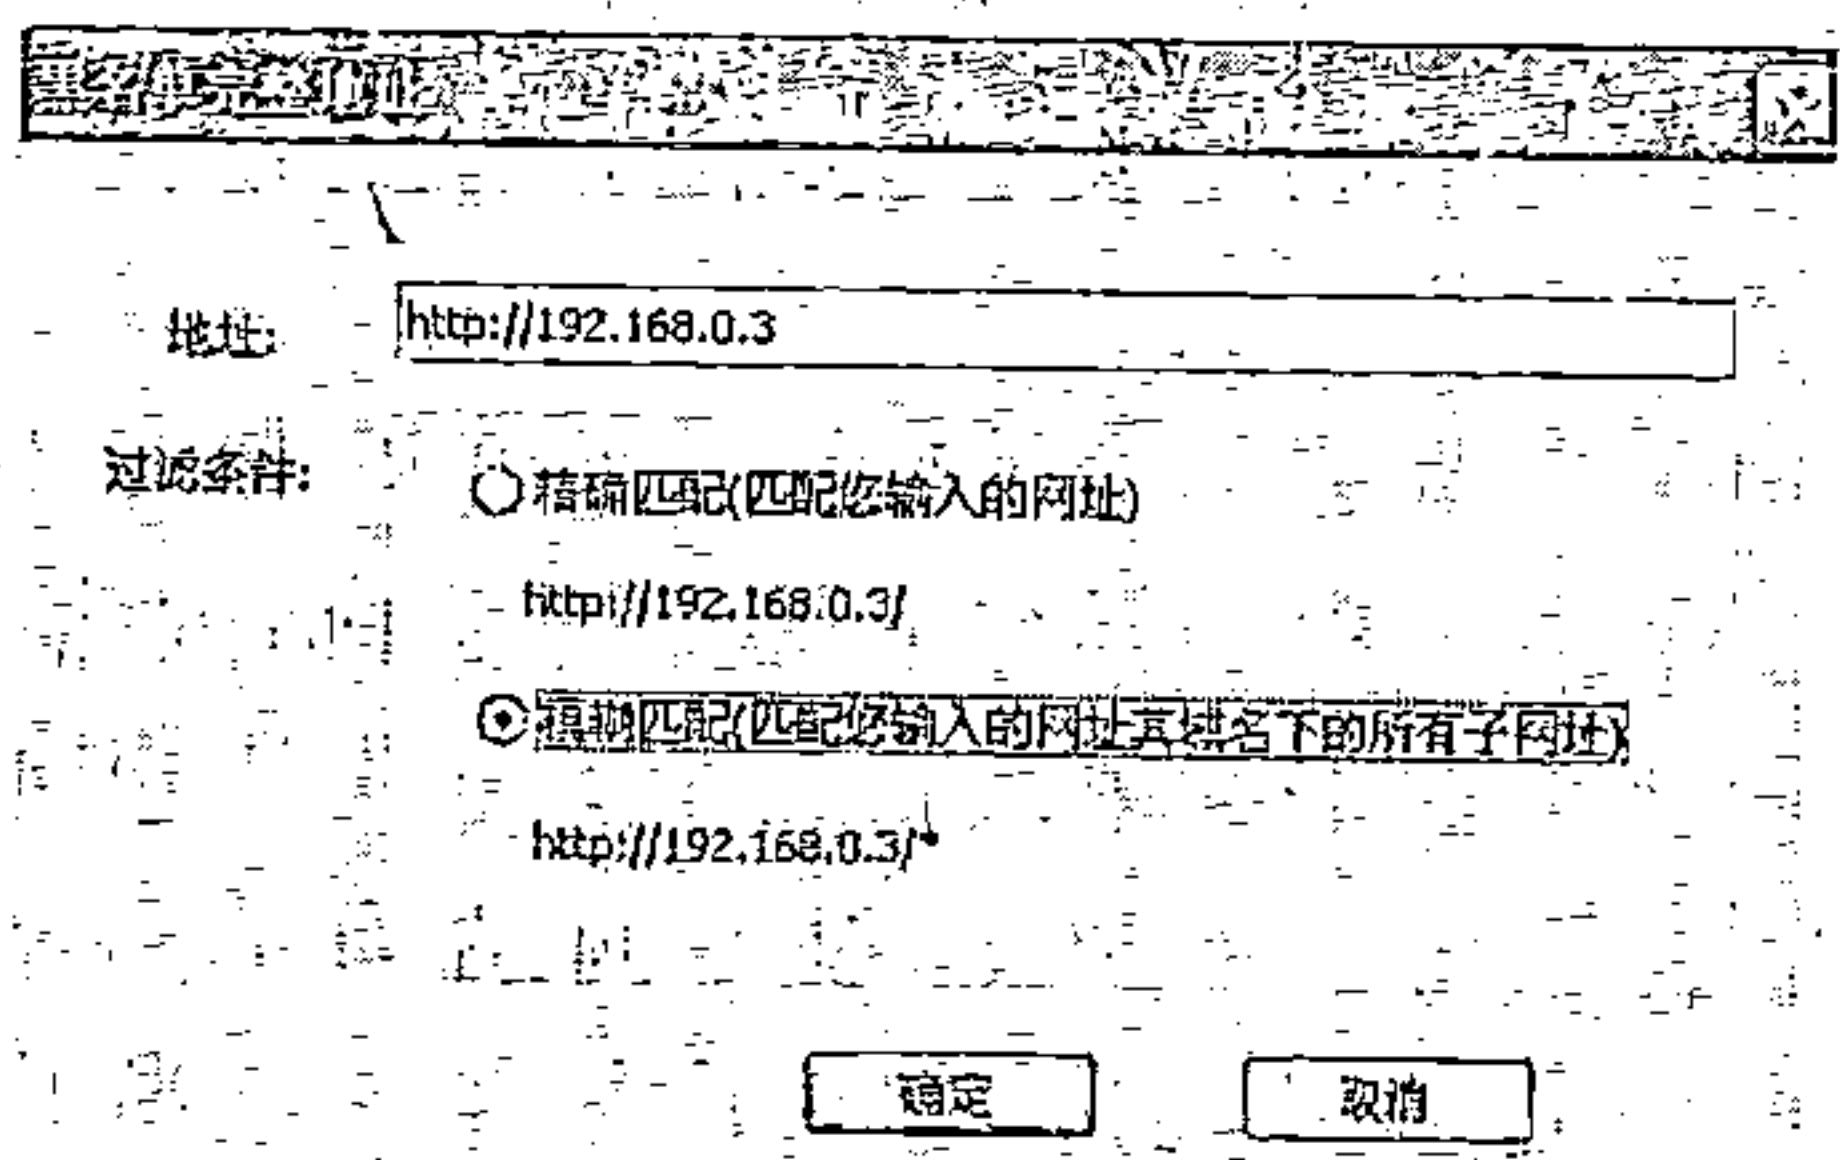 地址:
http://192.168.0.3
过滤条件:
精确匹配(匹配您输入的网址)
http://192.168.0.3/
模糊匹配(匹配您输入的网址其域名下的所有子网址)
http://192.168.0.3/*
确定
取消